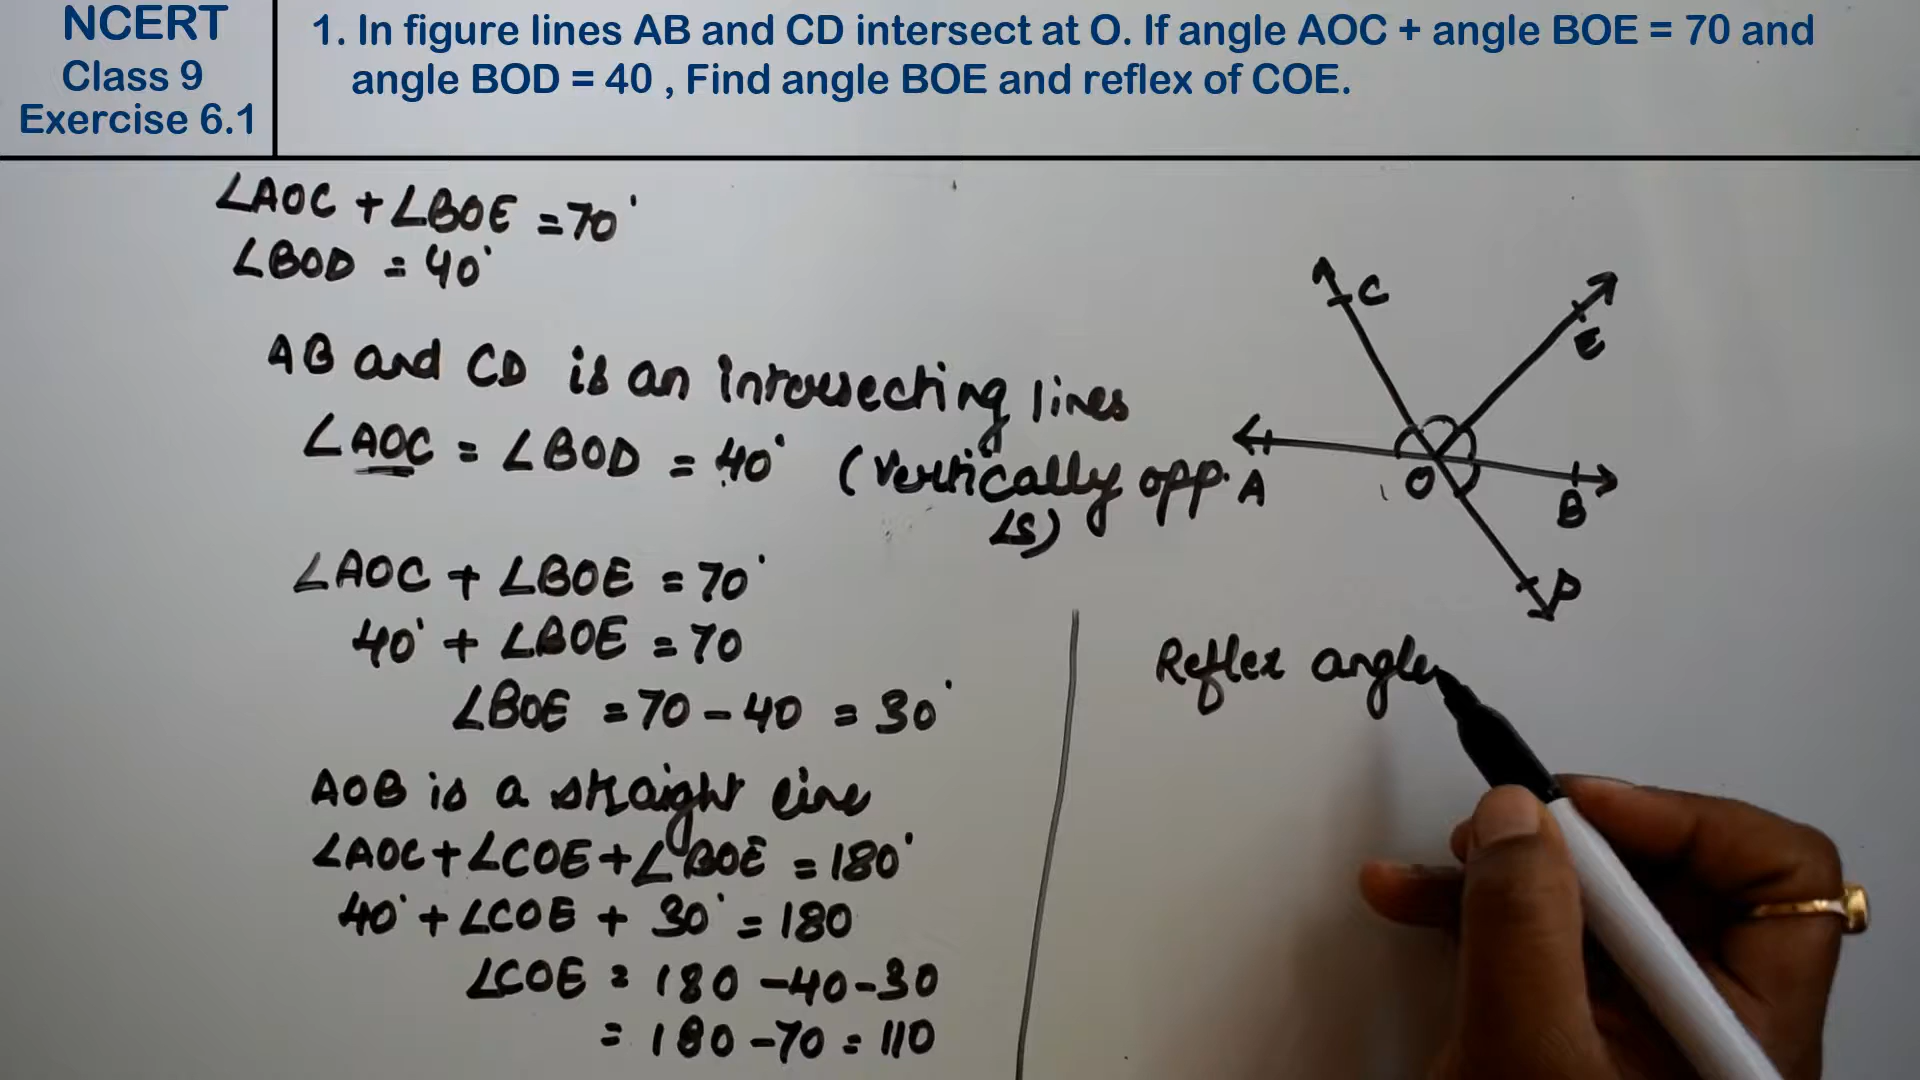 NCERT
Class 9
Exercise 6.1
1. In figure lines AB and CD intersect at O. If angle AOC + angle BOE = 70 and
angle BOD = 40 , Find angle BOE and reflex of COE.
∠AOC + ∠BOE = 70°
∠BOD = 40°
AB and CD is an intersecting lines
∠AOC = ∠BOD = 40° (vertically opp.
∠s)
∠AOC + ∠BOE = 70°
40° + ∠BOE = 70
∠BOE = 70 - 40 = 30°
AOB is a straight line
∠AOC + ∠COE + ∠BOE = 180°
40° + ∠COE + 30° = 180
∠COE = 180 - 40 - 30
= 180 - 70 = 110
C
E
A
O
B
D
Reflex angle